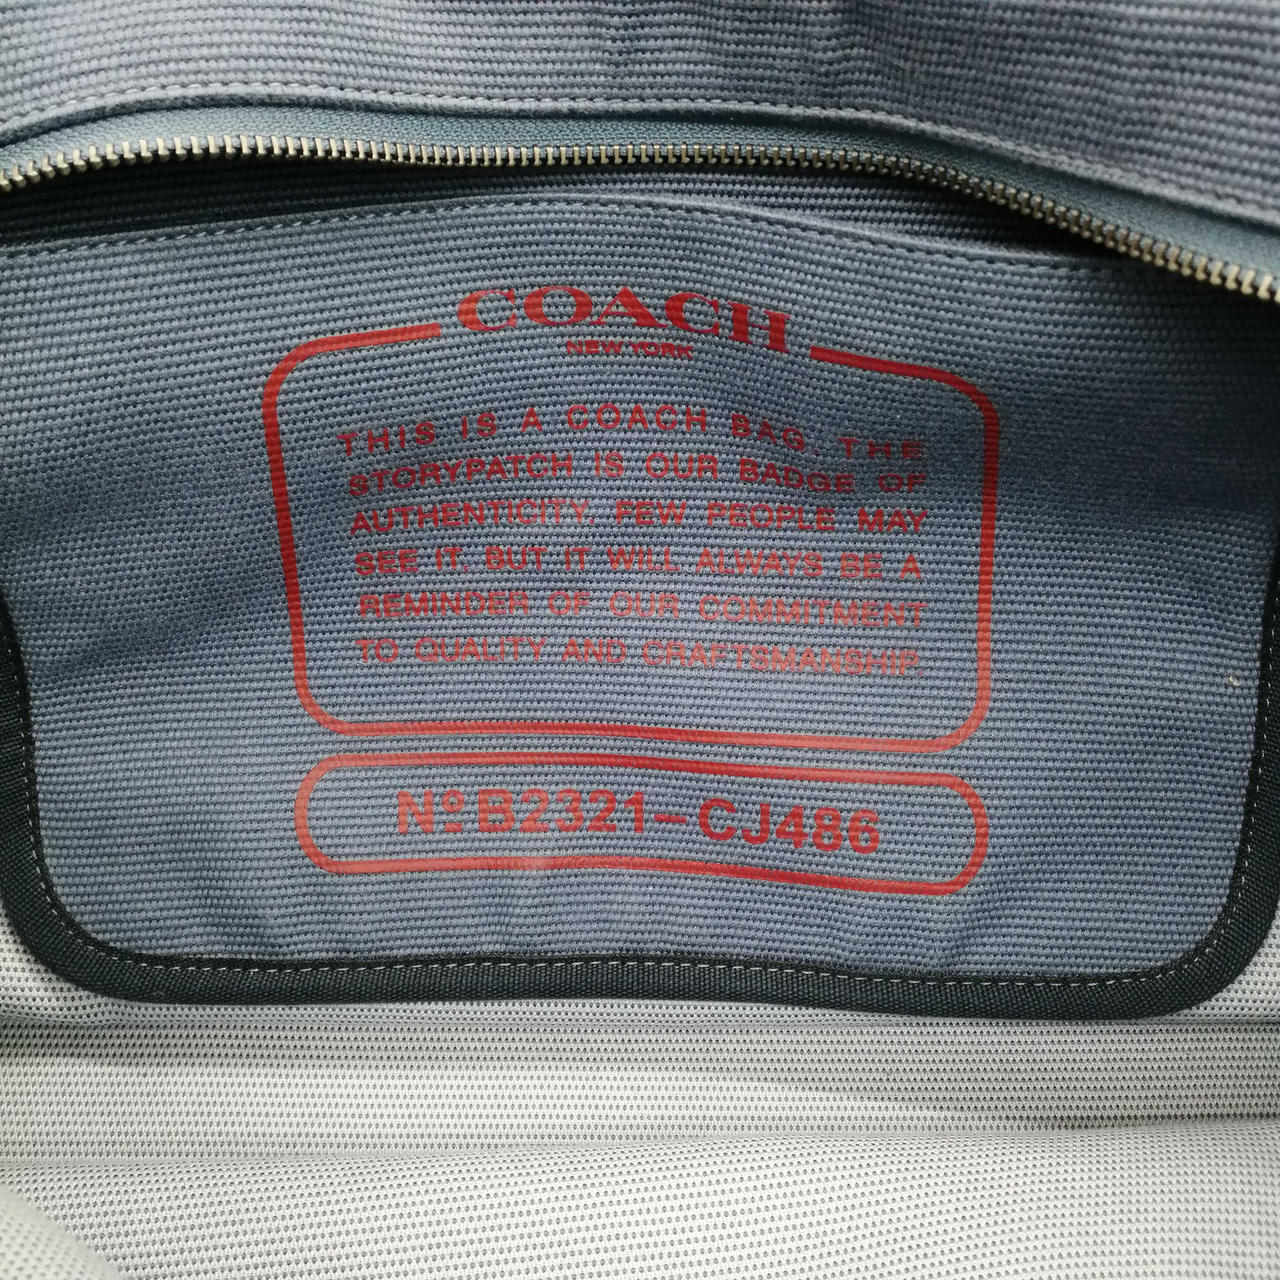 COACH
NEW YORK
THIS IS A COACH BAG. THE
STORYPATCH IS OUR BADGE OF
AUTHENTICITY. FEW PEOPLE MAY
SEE IT, BUT IT WILL ALWAYS BE A
REMINDER OF OUR COMMITMENT
TO QUALITY AND CRAFTSMANSHIP.
Nº B2321-CJ486